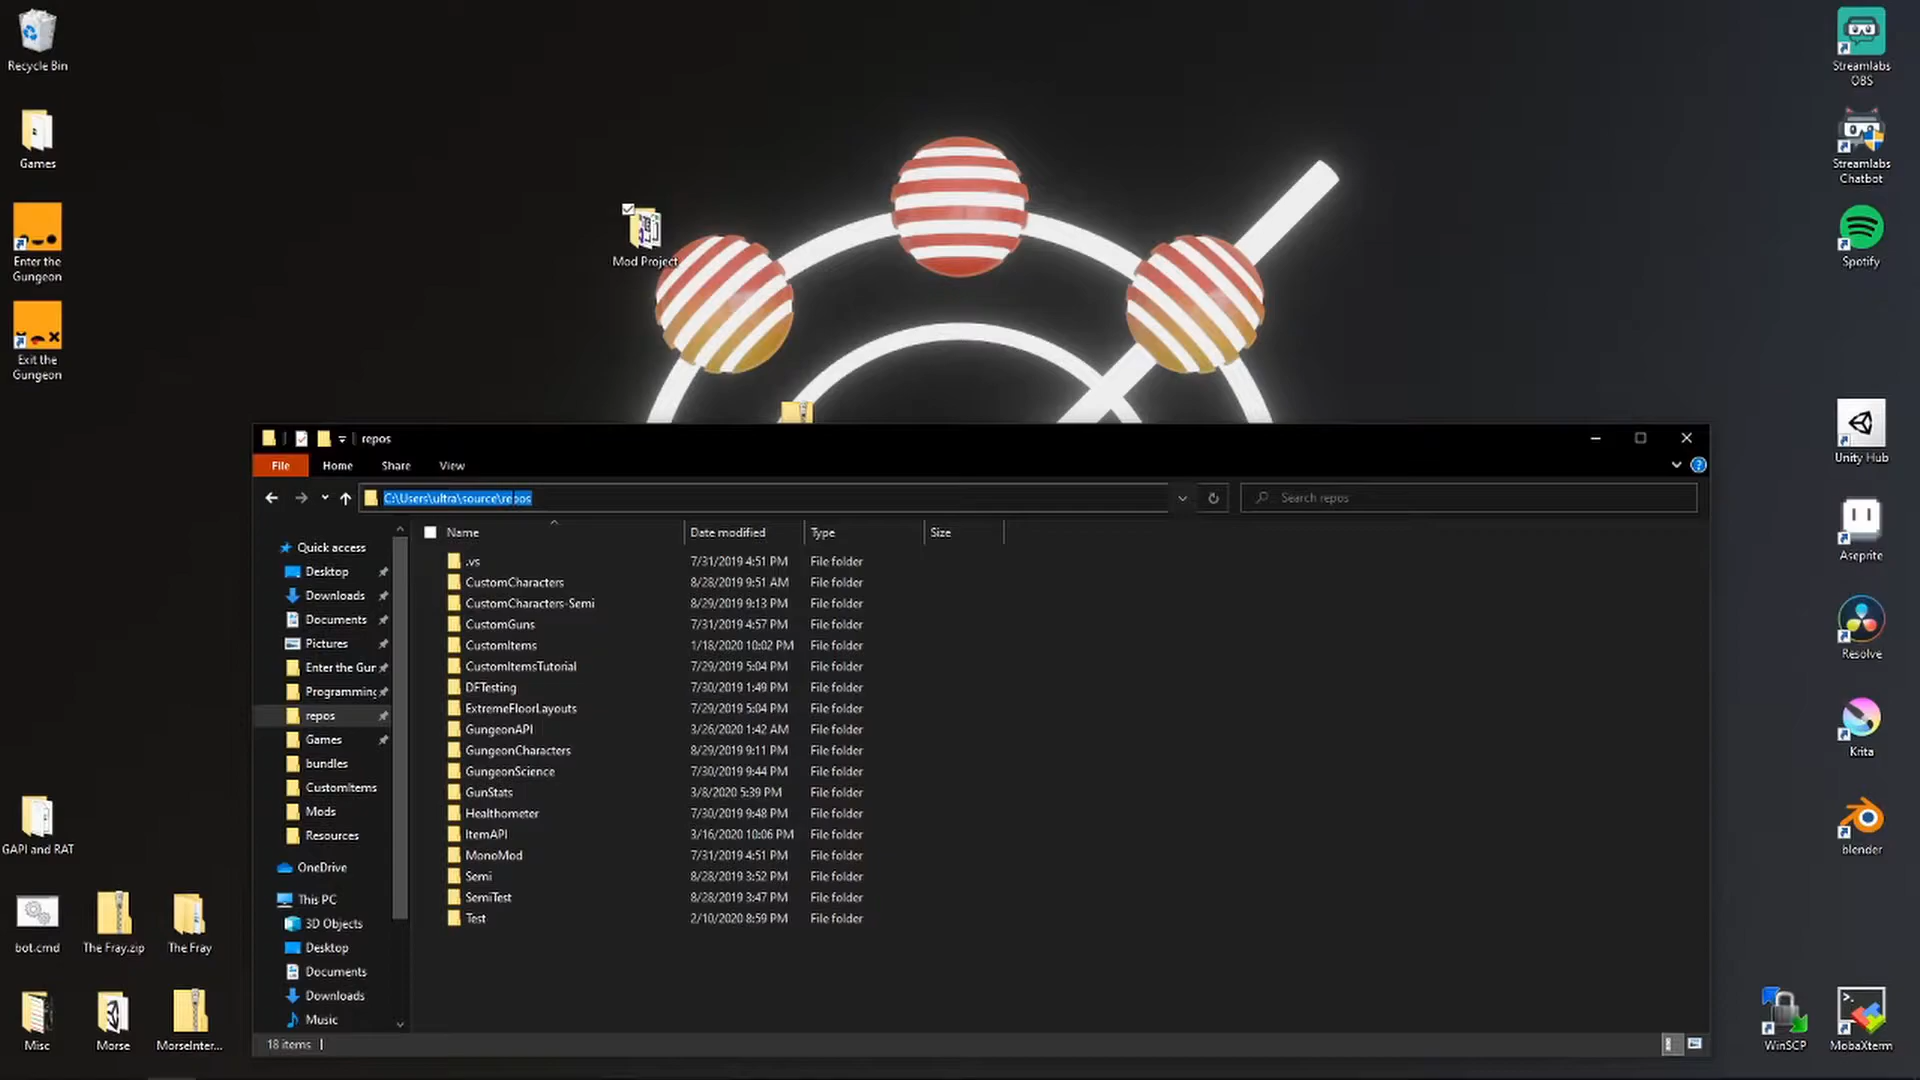 Recycle Bin
Games
Enter the
Gungeon
Exit the
Gungeon
GAPI and RAT
bot.cmd
The Fray.zip
The Fray
Misc
Morse
MorseInter...
Mod Project
Streamlabs
OBS
Streamlabs
Chatbot
Spotify
Unity Hub
Aseprite
Resolve
Krita
blender
WinSCP
MobaXterm
repos
File Home Share View
C:\Users\ultra\source\repos
Search repos
Quick access
Desktop
Downloads
Documents
Pictures
Enter the Gun
Programming
repos
Games
bundles
CustomItems
Mods
Resources
OneDrive
This PC
3D Objects
Desktop
Documents
Downloads
Music
Name Date modified Type Size
.vs 7/31/2019 4:51 PM File folder
CustomCharacters 8/28/2019 9:51 AM File folder
CustomCharacters-Semi 8/29/2019 9:13 PM File folder
CustomGuns 7/31/2019 4:57 PM File folder
CustomItems 1/18/2020 10:02 PM File folder
CustomItemsTutorial 7/29/2019 5:04 PM File folder
DFTesting 7/30/2019 1:49 PM File folder
ExtremeFloorLayouts 7/29/2019 5:04 PM File folder
GungeonAPI 3/26/2020 1:42 AM File folder
GungeonCharacters 8/29/2019 9:11 PM File folder
GungeonScience 7/30/2019 9:44 PM File folder
GunStats 3/8/2020 5:39 PM File folder
Healthometer 7/30/2019 9:48 PM File folder
ItemAPI 3/16/2020 10:06 PM File folder
MonoMod 7/31/2019 4:51 PM File folder
Semi 8/28/2019 3:52 PM File folder
SemiTest 8/28/2019 3:47 PM File folder
Test 2/10/2020 8:59 PM File folder
18 items